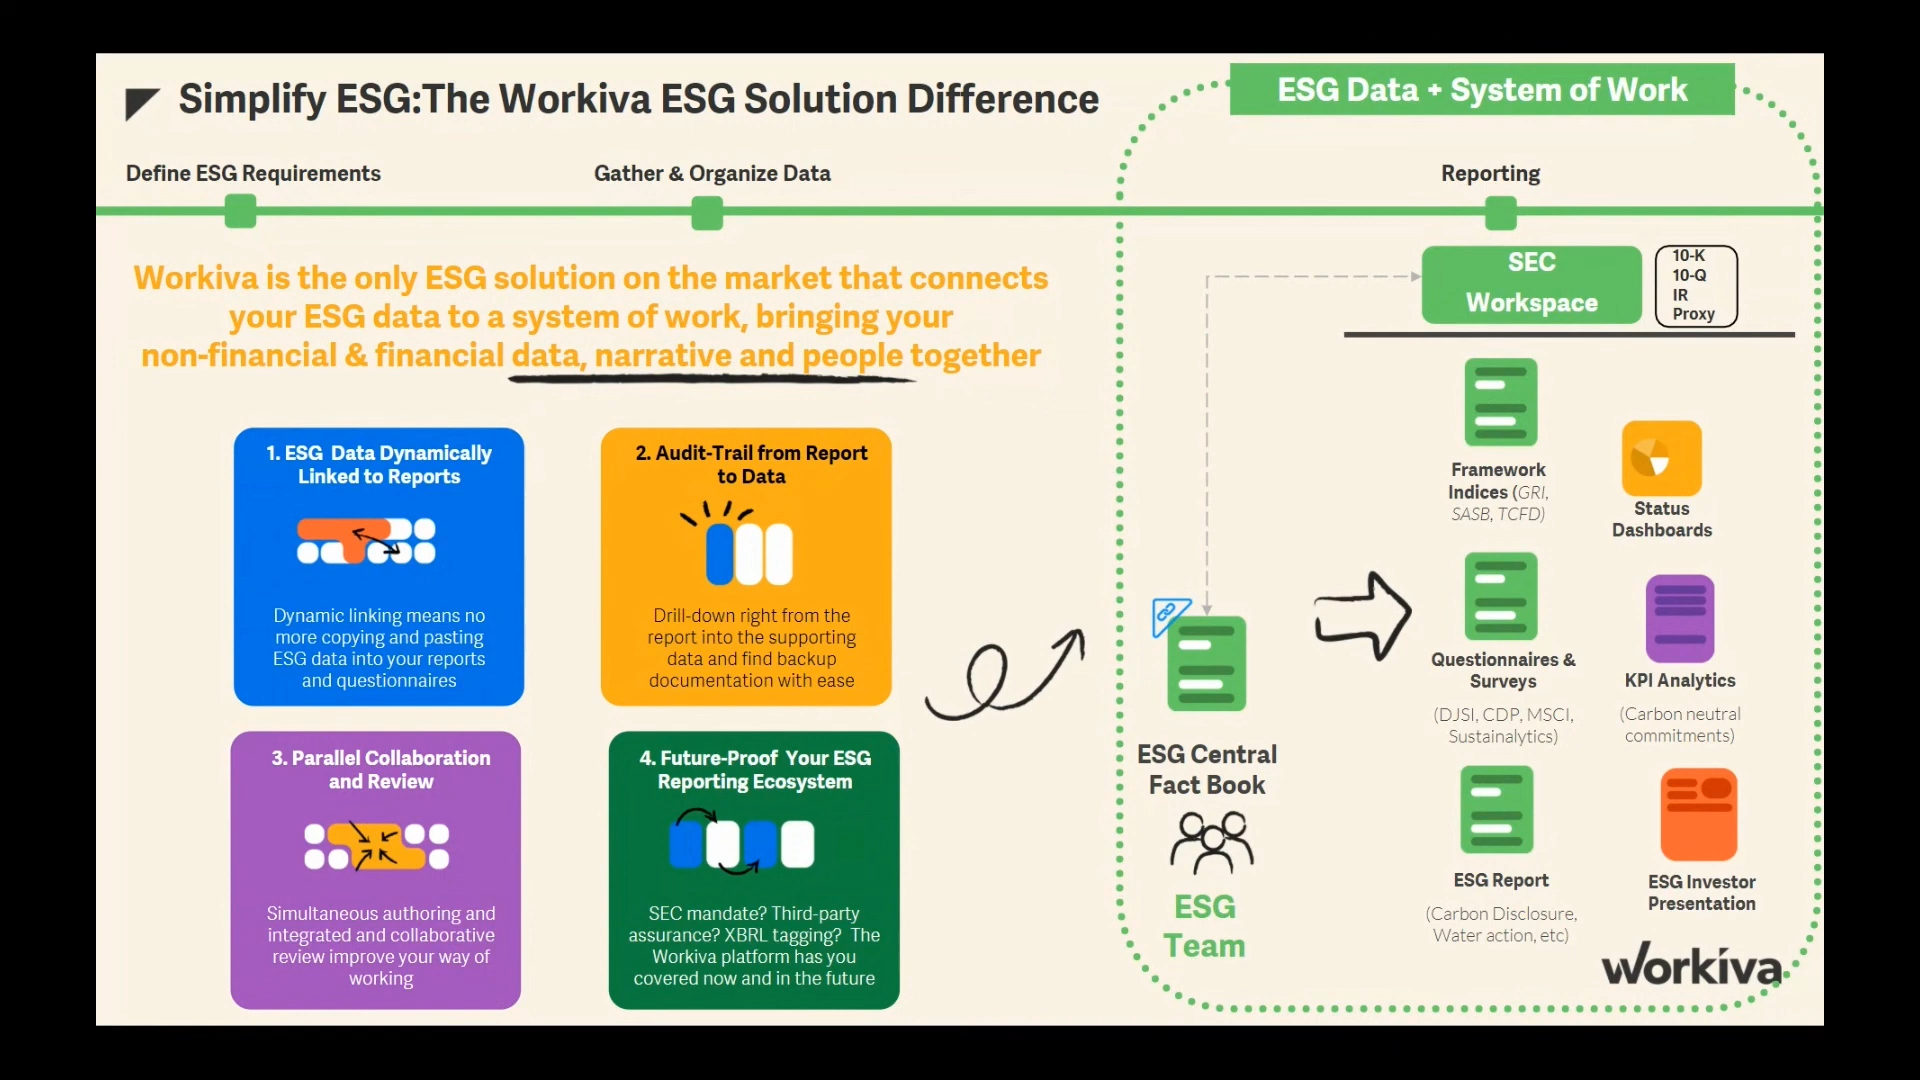 Simplify ESG:The Workiva ESG Solution Difference
ESG Data + System of Work
Define ESG Requirements
Gather & Organize Data
Reporting
Workiva is the only ESG solution on the market that connects
your ESG data to a system of work, bringing your
non-financial & financial data, narrative and people together
1. ESG Data Dynamically
Linked to Reports
Dynamic linking means no
more copying and pasting
ESG data into your reports
and questionnaires
2. Audit-Trail from Report
to Data
Drill-down right from the
report into the supporting
data and find backup
documentation with ease
3. Parallel Collaboration
and Review
Simultaneous authoring and
integrated and collaborative
review improve your way of
working
4. Future-Proof Your ESG
Reporting Ecosystem
SEC mandate? Third-party
assurance? XBRL tagging? The
Workiva platform has you
covered now and in the future
ESG Central
Fact Book
ESG
Team
SEC
Workspace
10-K
10-Q
IR
Proxy
Framework
Indices (GRI,
SASB, TCFD)
Status
Dashboards
Questionnaires &
Surveys
(DJSI, CDP, MSCI,
Sustainalytics)
KPI Analytics
(Carbon neutral
commitments)
ESG Report
(Carbon Disclosure,
Water action, etc)
ESG Investor
Presentation
workiva